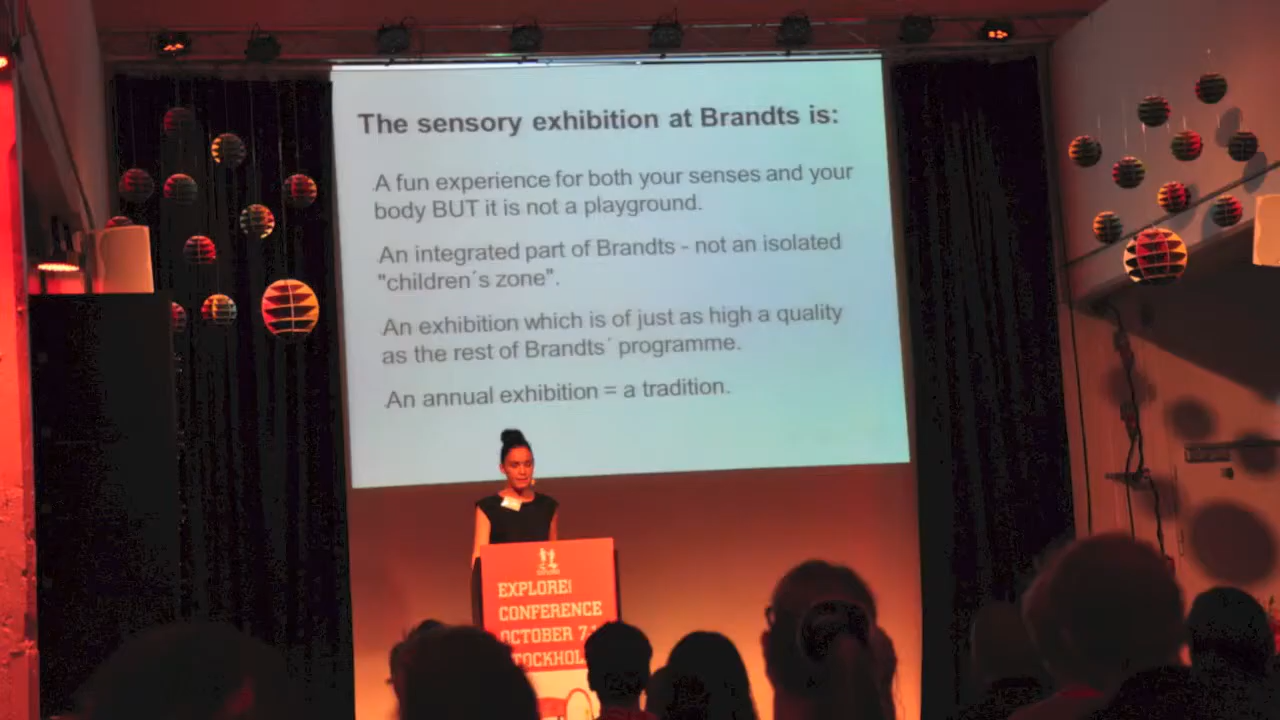 The sensory exhibition at Brandts is:
.A fun experience for both your senses and your
body BUT it is not a playground.
.An integrated part of Brandts - not an isolated
"children´s zone".
.An exhibition which is of just as high a quality
as the rest of Brandts´ programme.
.An annual exhibition = a tradition.
EXPLORE!
CONFERENCE
OCTOBER
STOCKHOL